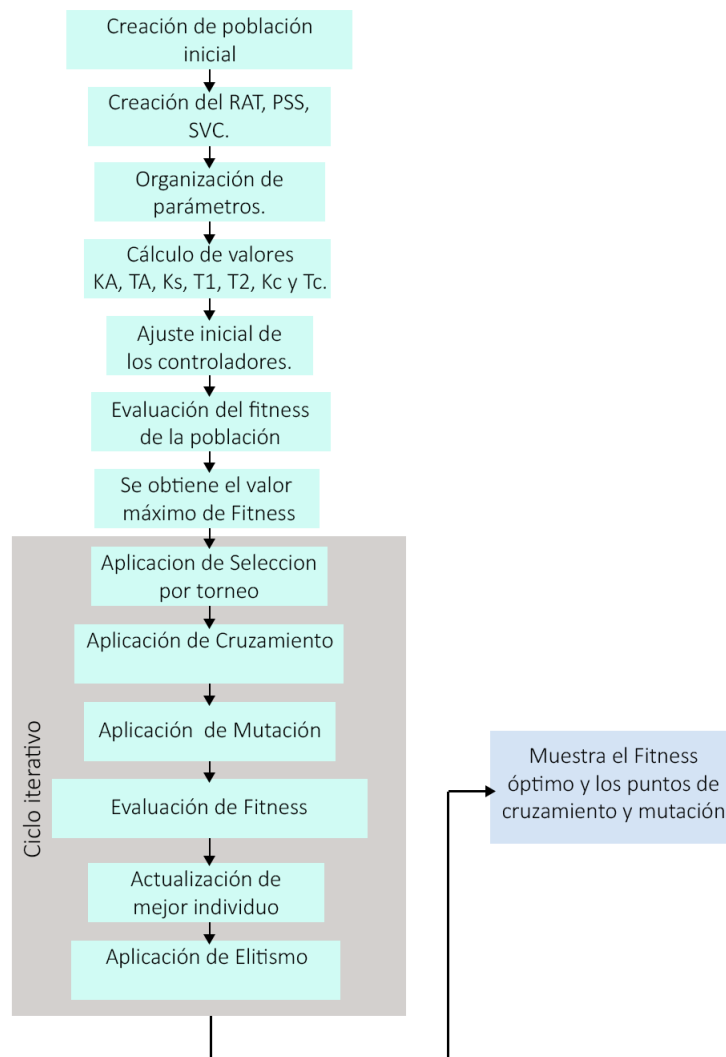 Creación de población
inicial
Creación del RAT, PSS,
SVC.
Organización de
parámetros.
Cálculo de valores
KA, TA, Ks, T1, T2, Kc y Tc.
Ajuste inicial de
los controladores.
Evaluación del fitness
de la población
Se obtiene el valor
máximo de Fitness
Ciclo iterativo
Aplicacion de Seleccion
por torneo
Aplicación de Cruzamiento
Aplicación de Mutación
Evaluación de Fitness
Actualización de
mejor individuo
Aplicación de Elitismo
Muestra el Fitness
óptimo y los puntos de
cruzamiento y mutación